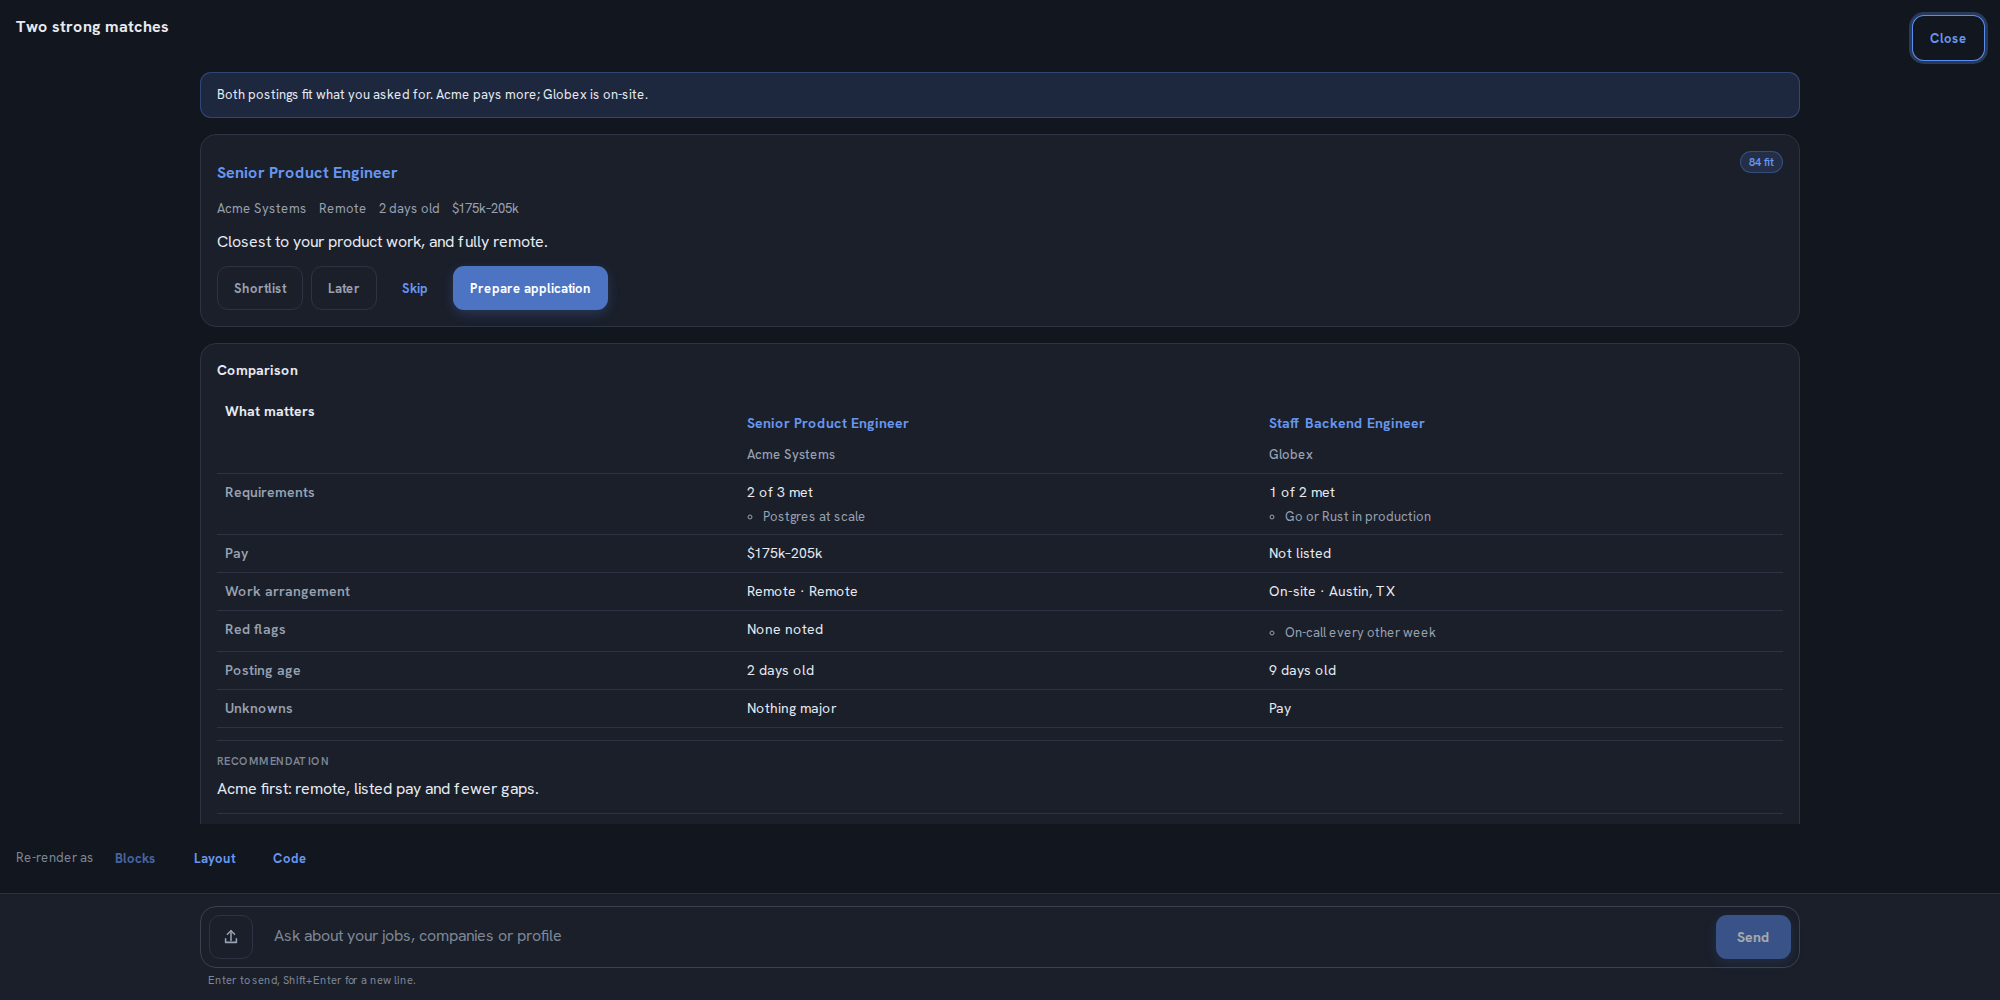 Two strong matches
Close
Both postings fit what you asked for. Acme pays more; Globex is on-site.
Senior Product Engineer
84 fit
Acme Systems Remote 2 days old $175k–205k
Closest to your product work, and fully remote.
Shortlist Later Skip Prepare application
Comparison
What matters
Senior Product Engineer Staff Backend Engineer
Acme Systems Globex
Requirements 2 of 3 met 1 of 2 met
Postgres at scale Go or Rust in production
Pay $175k–205k Not listed
Work arrangement Remote · Remote On-site · Austin, TX
Red flags None noted On-call every other week
Posting age 2 days old 9 days old
Unknowns Nothing major Pay
RECOMMENDATION
Acme first: remote, listed pay and fewer gaps.
Re-render as Blocks Layout Code
Ask about your jobs, companies or profile
Send
Enter to send, Shift+Enter for a new line.